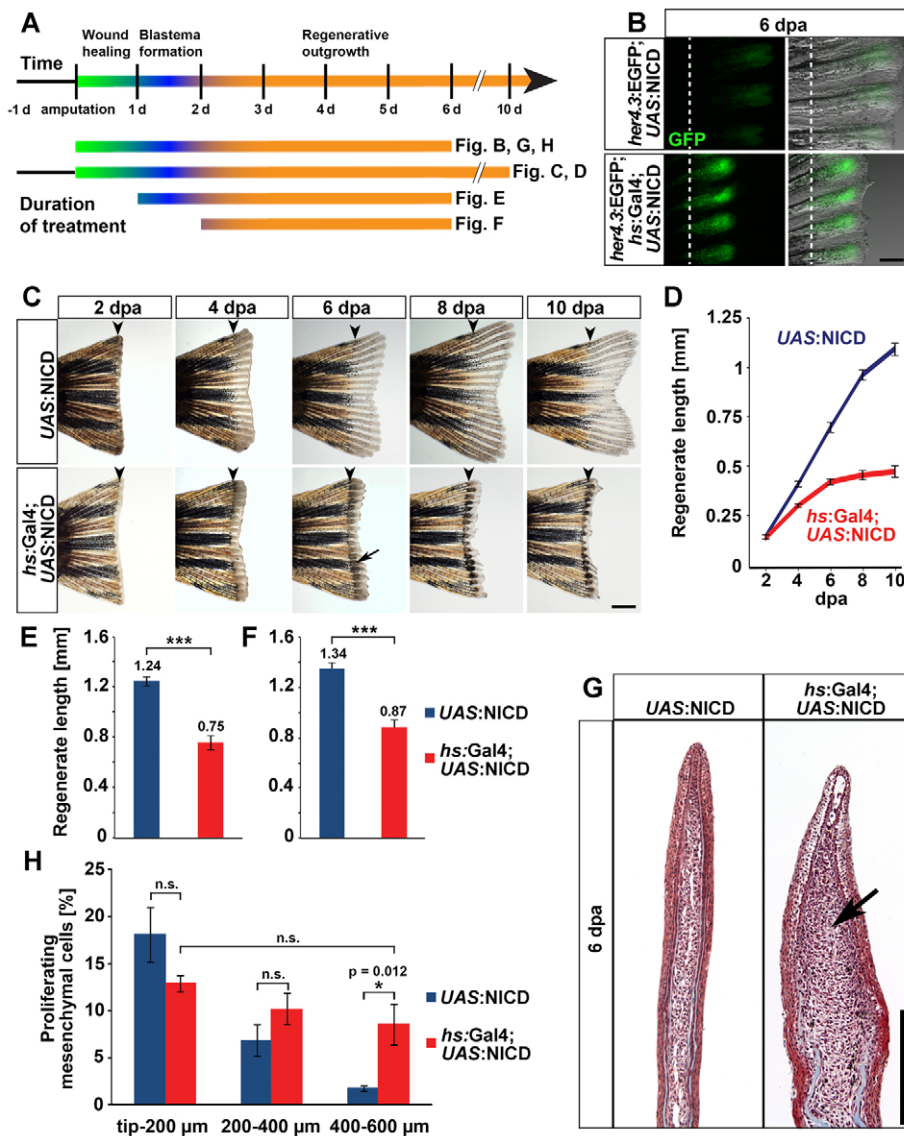 A
Wound healing
Blastema formation
Regenerative outgrowth
Time
-1 d
amputation
1 d
2 d
3 d
4 d
5 d
6 d
10 d
Fig. B, G, H
Fig. C, D
Duration of treatment
Fig. E
Fig. F
B
6 dpa
her4.3:EGFP;
UAS:NICD
GFP
her4.3:EGFP;
hs:Gal4;
UAS:NICD
C
2 dpa
4 dpa
6 dpa
8 dpa
10 dpa
UAS:NICD
hs:Gal4;
UAS:NICD
D
Regenerate length [mm]
1.25
1
0.75
0.5
0.25
0
UAS:NICD
hs:Gal4;
UAS:NICD
2 4 6 8 10
dpa
E
Regenerate length [mm]
1.6
1.2
0.8
0.4
0
***
1.24
0.75
F
1.6
1.2
0.8
0.4
0
***
1.34
0.87
UAS:NICD
hs:Gal4;
UAS:NICD
G
UAS:NICD
hs:Gal4;
UAS:NICD
6 dpa
H
Proliferating
mesenchymal cells [%]
25
20
15
10
5
0
n.s.
n.s.
n.s.
p = 0.012
*
UAS:NICD
hs:Gal4;
UAS:NICD
tip-200 µm
200-400 µm
400-600 µm